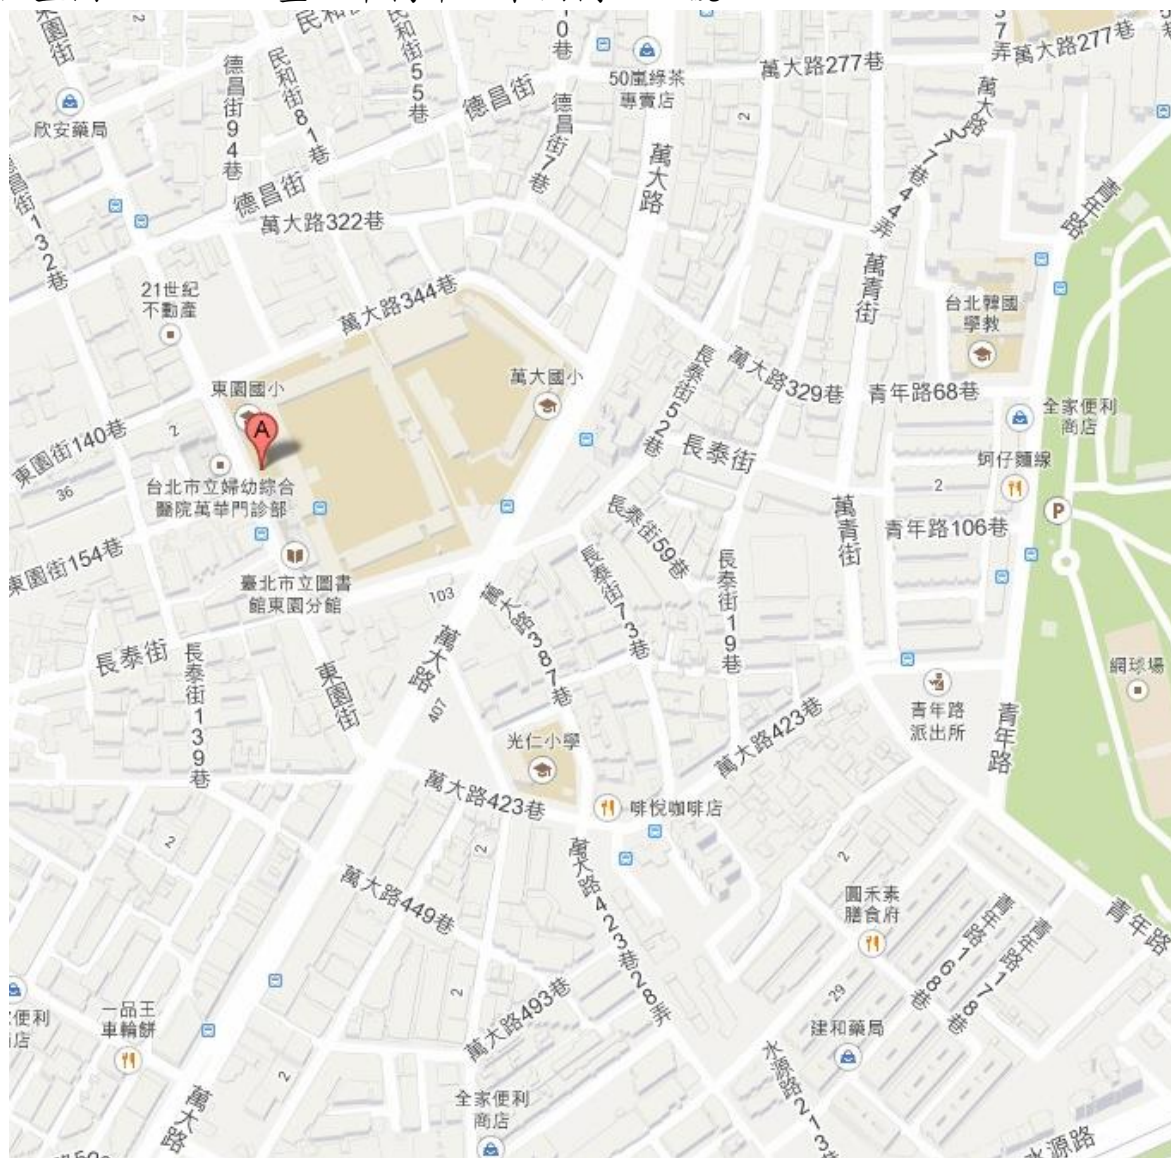 萬大路277巷
50嵐綠茶
專賣店
德昌街
德昌街94巷
民和街81巷
民和街55巷
欣安藥局
德昌街7巷
2
萬大路
萬大路277巷
萬大路277巷44弄
青年路
德昌街
萬大路322巷
21世紀
不動產
萬大路344巷
萬青街
台北韓國
學教
東園國小
萬大國小
長泰街52巷
萬大路329巷
青年路68巷
全家便利
商店
東園街140巷
2
36
長泰街
蚵仔麵線
2
P
A
台北市立婦幼綜合
醫院萬華門診部
長泰街59巷
萬青街
青年路106巷
東園街154巷
臺北市立圖書
館東園分館
103
萬大路387巷
長泰街73巷
長泰街19巷
長泰街
長泰街139巷
東園街
萬大路
407
網球場
青年路
派出所
青年路
光仁小學
萬大路423巷
萬大路423巷
啡悅咖啡店
2
2
2
萬大路449巷
萬大路423巷28弄
圓禾素
膳食府
青年路168巷
青年路178巷
青年路
2
29
一品王
車輪餅
萬大路493巷
建和藥局
水源路213
2
萬大路
全家便利
商店
水源路